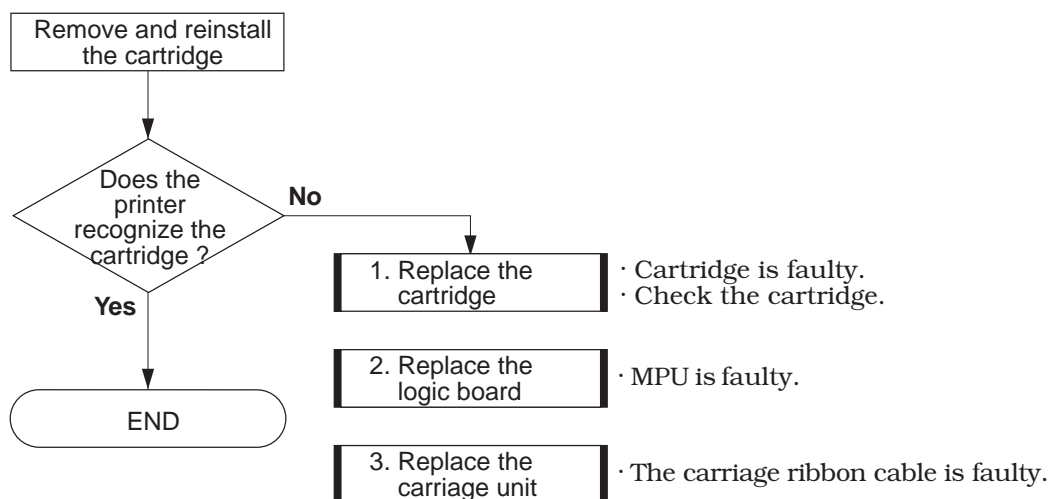 Remove and reinstall
the cartridge
Does the
printer
recognize the
cartridge ?
No
Yes
END
1. Replace the
cartridge
· Cartridge is faulty.
· Check the cartridge.
2. Replace the
logic board
· MPU is faulty.
3. Replace the
carriage unit
· The carriage ribbon cable is faulty.